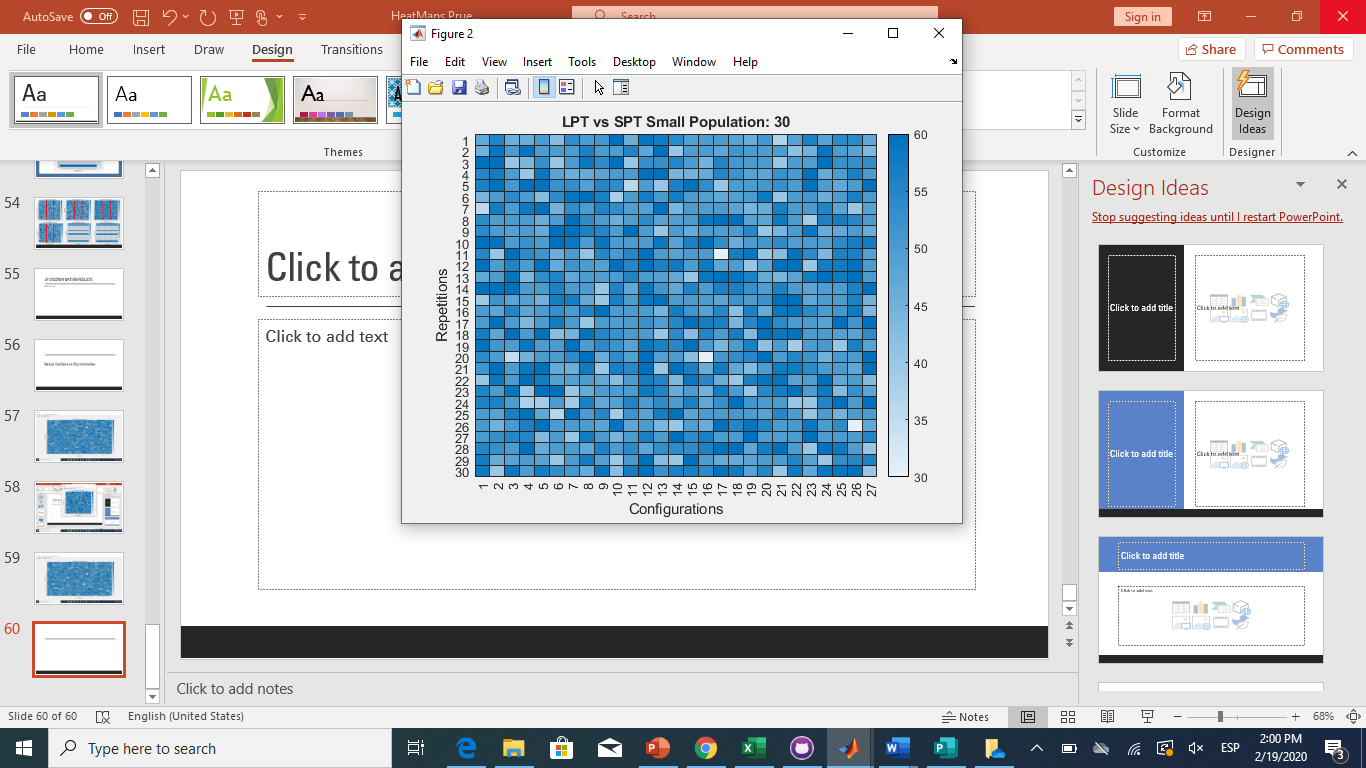 AutoSave Off HeatMaps Prue Search Sign in
File Home Insert Draw Design Transitions
Share Comments
Aa Aa Aa Aa
Themes
Slide Size
Format Background
Design Ideas
Customize Designer
Figure 2
File Edit View Insert Tools Desktop Window Help
LPT vs SPT Small Population: 30
Repetitions
1
2
3
4
5
6
7
8
9
10
11
12
13
14
15
16
17
18
19
20
21
22
23
24
25
26
27
28
29
30
1 2 3 4 5 6 7 8 9 10 11 12 13 14 15 16 17 18 19 20 21 22 23 24 25 26 27
Configurations
60
55
50
45
40
35
30
54
55
56
57
58
59
60
Click to a
Click to add text
Click to add notes
Design Ideas
Stop suggesting ideas until I restart PowerPoint.
Click to add title
Click to add text
Click to add title
Click to add text
Click to add title
Click to add text
Slide 60 of 60 English (United States) Notes 68%
Type here to search
ESP
2:00 PM
2/19/2020
3